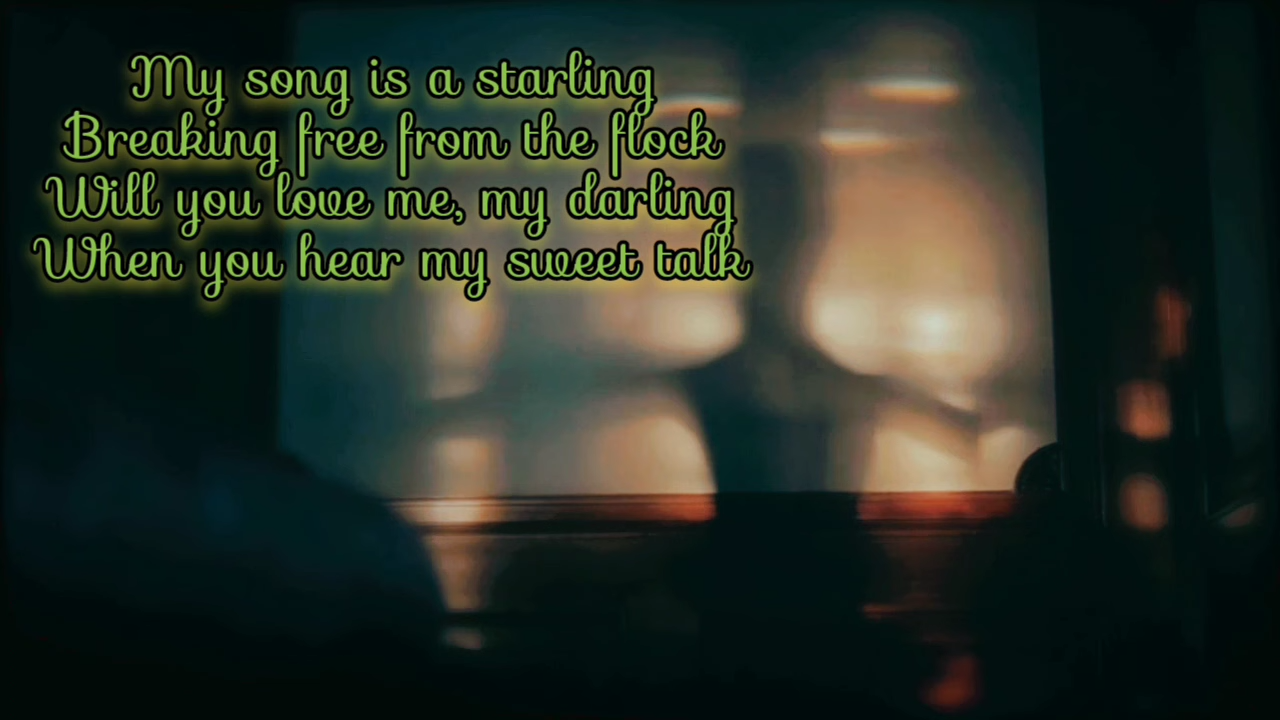 My song is a starling
Breaking free from the flock
Will you love me, my darling
When you hear my sweet talk